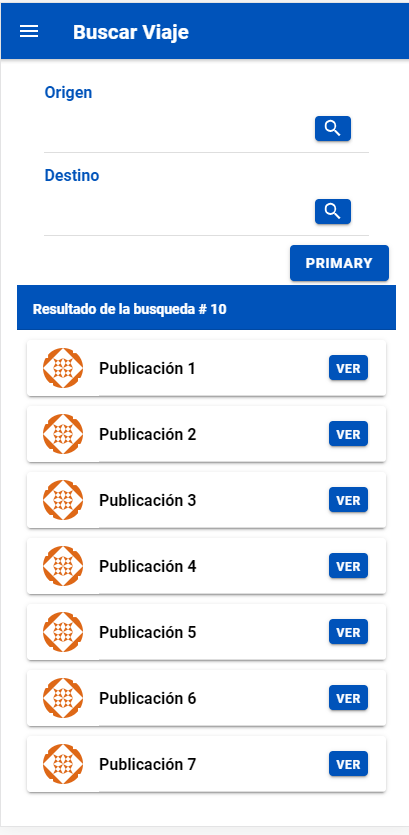 Buscar Viaje
Origen
Destino
PRIMARY
Resultado de la busqueda # 10
Publicación 1 VER
Publicación 2 VER
Publicación 3 VER
Publicación 4 VER
Publicación 5 VER
Publicación 6 VER
Publicación 7 VER